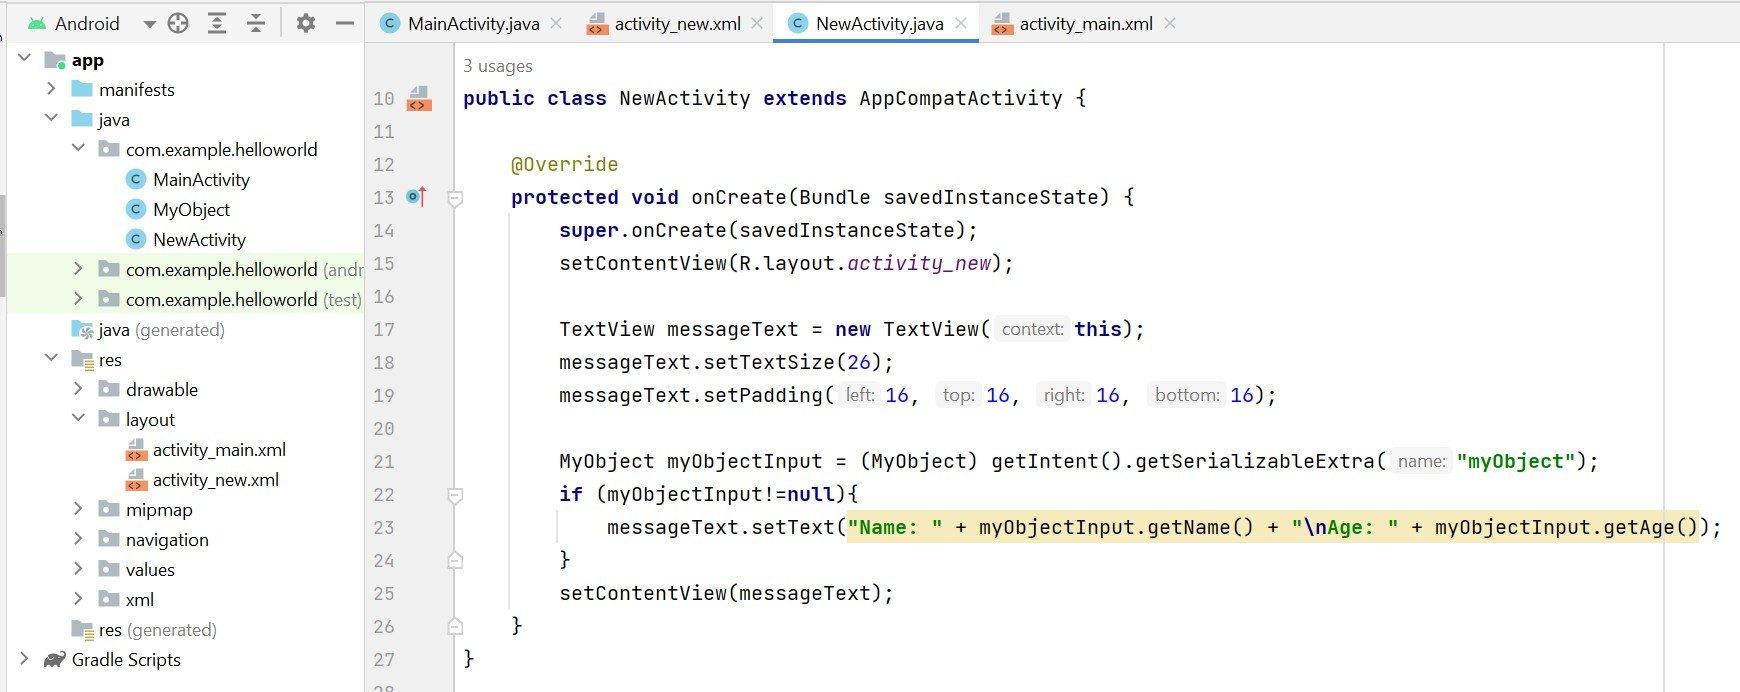 Android
MainActivity.java
activity_new.xml
NewActivity.java
activity_main.xml
app
manifests
java
com.example.helloworld
MainActivity
MyObject
NewActivity
com.example.helloworld (andr
com.example.helloworld (test)
java (generated)
res
drawable
layout
activity_main.xml
activity_new.xml
mipmap
navigation
values
xml
res (generated)
Gradle Scripts
3 usages
10 public class NewActivity extends AppCompatActivity {
11
12 @Override
13 protected void onCreate(Bundle savedInstanceState) {
14 super.onCreate(savedInstanceState);
15 setContentView(R.layout.activity_new);
16
17 TextView messageText = new TextView( context: this);
18 messageText.setTextSize(26);
19 messageText.setPadding( left: 16, top: 16, right: 16, bottom: 16);
20
21 MyObject myObjectInput = (MyObject) getIntent().getSerializableExtra( name: "myObject");
22 if (myObjectInput!=null){
23 messageText.setText("Name: " + myObjectInput.getName() + "\nAge: " + myObjectInput.getAge());
24 }
25 setContentView(messageText);
26 }
27 }
28